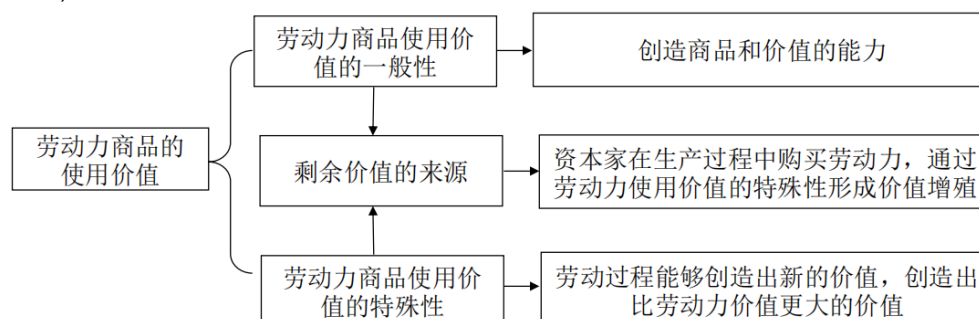 劳动力商品使用价
值的一般性
创造商品和价值的能力
劳动力商品的
使用价值
剩余价值的来源
资本家在生产过程中购买劳动力，通过
劳动力使用价值的特殊性形成价值增殖
劳动力商品使用价
值的特殊性
劳动过程能够创造出新的价值，创造出
比劳动力价值更大的价值